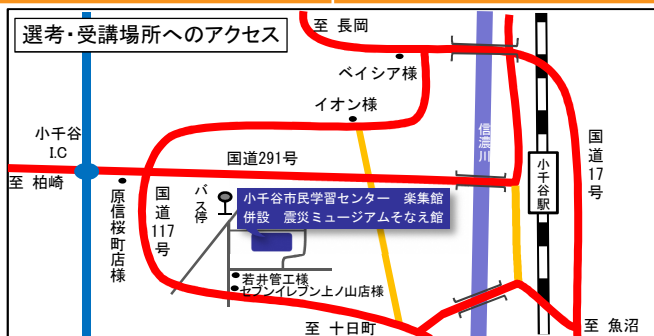 選考・受講場所へのアクセス
至 長岡
ベイシア様
イオン様
小千谷
I.C
国道291号
信濃川
小千谷駅
国道17号
至 柏崎
原信桜町店様
国道117号
バス停
小千谷市民学習センター 楽集館
併設 震災ミュージアムそなえ館
若井管工様
セブンイレブン上ノ山店様
至 十日町
至 魚沼